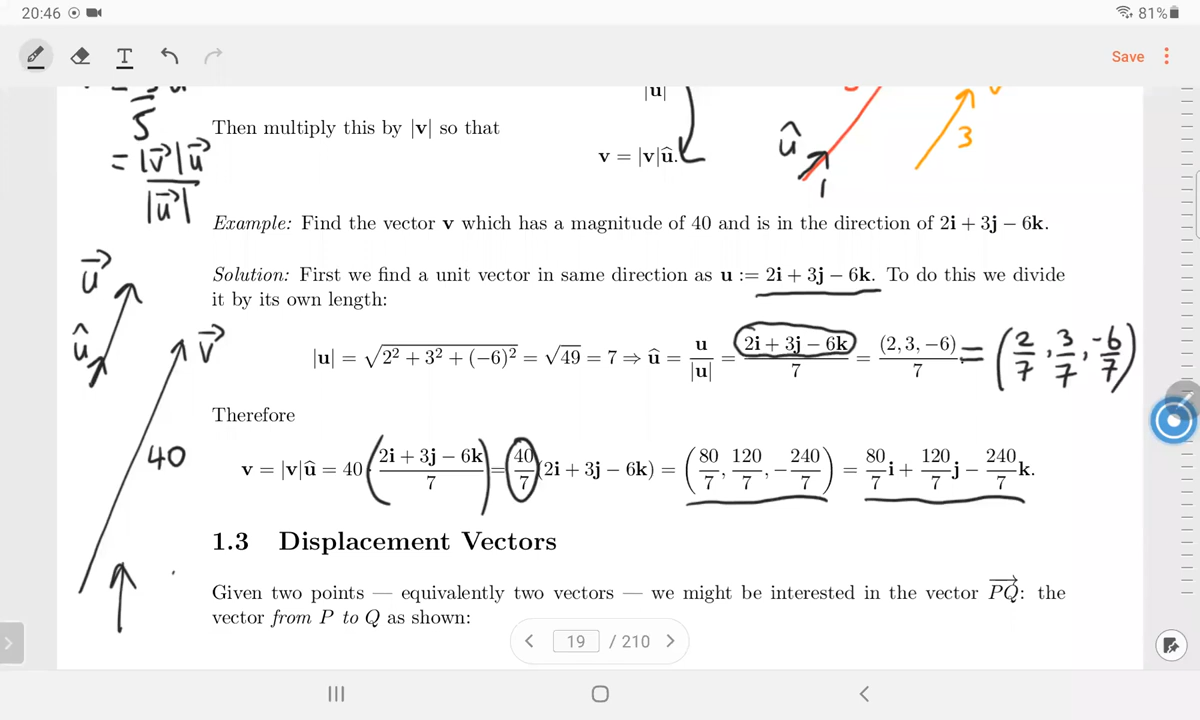 20:46 81%
T Save
5
|u|
Then multiply this by |v| so that
= |v⃗|u⃗
|u⃗|
v = |v|û.
û
1
3
Example: Find the vector v which has a magnitude of 40 and is in the direction of 2i + 3j − 6k.
u⃗
Solution: First we find a unit vector in same direction as u := 2i + 3j − 6k. To do this we divide
it by its own length:
û
v⃗
|u| = √(2² + 3² + (−6)²) = √49 = 7 ⇒ û = u/|u| = (2i + 3j − 6k)/7 = (2, 3, −6)/7 = (2/7, 3/7, -6/7)
Therefore
40
v = |v|û = 40 (2i + 3j − 6k)/7 = 40/7 (2i + 3j − 6k) = (80/7, 120/7, −240/7) = 80/7 i + 120/7 j − 240/7 k.
1.3 Displacement Vectors
Given two points — equivalently two vectors — we might be interested in the vector PQ⃗: the
vector from P to Q as shown:
19 / 210